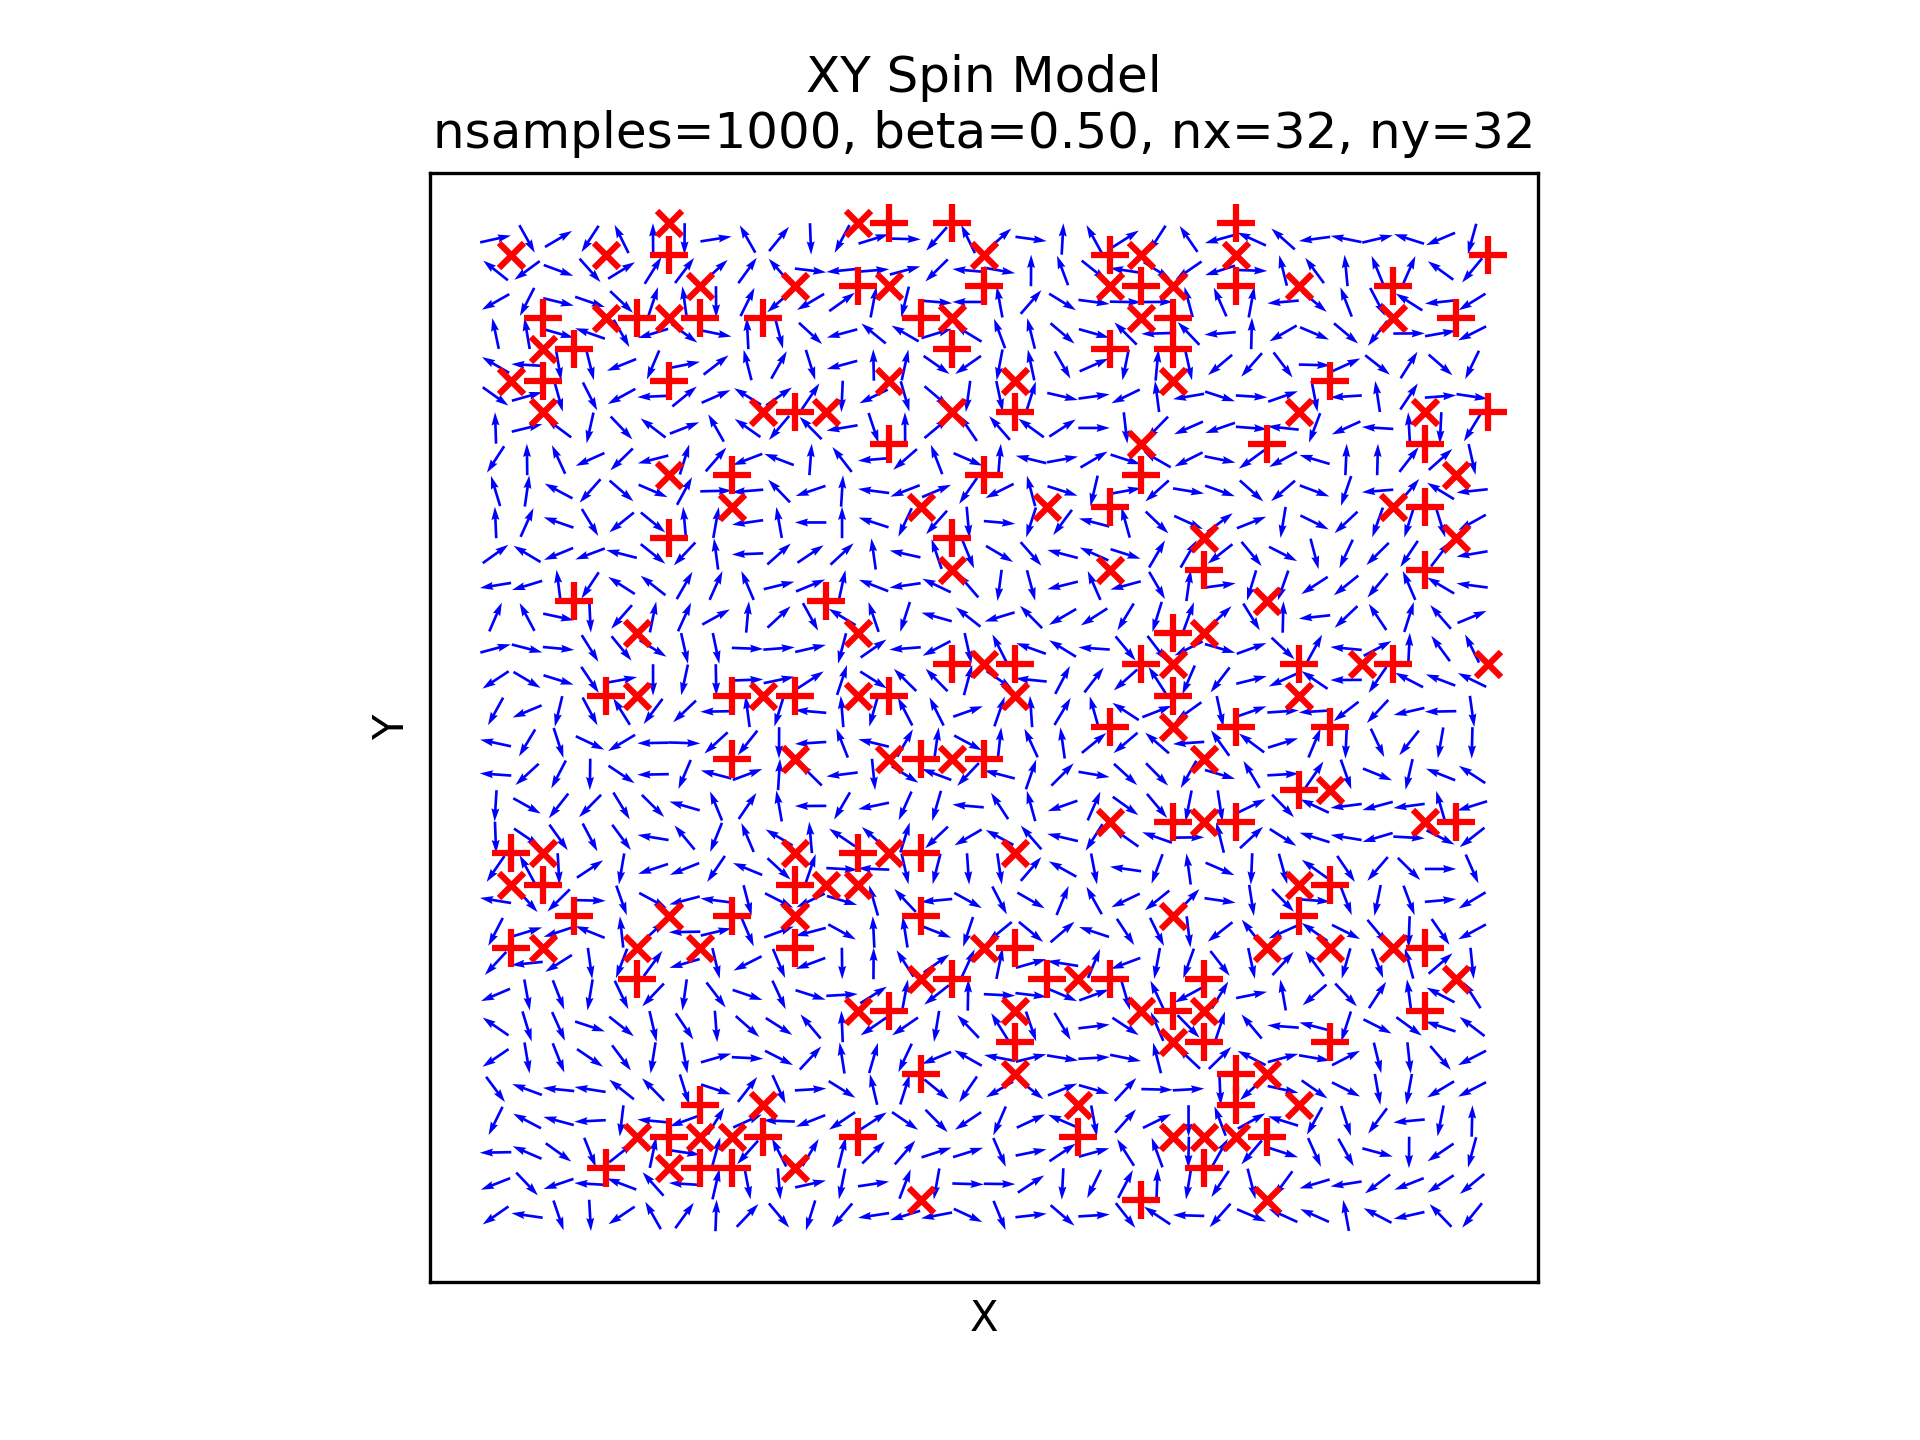 XY Spin Model
nsamples=1000, beta=0.50, nx=32, ny=32
Y
X